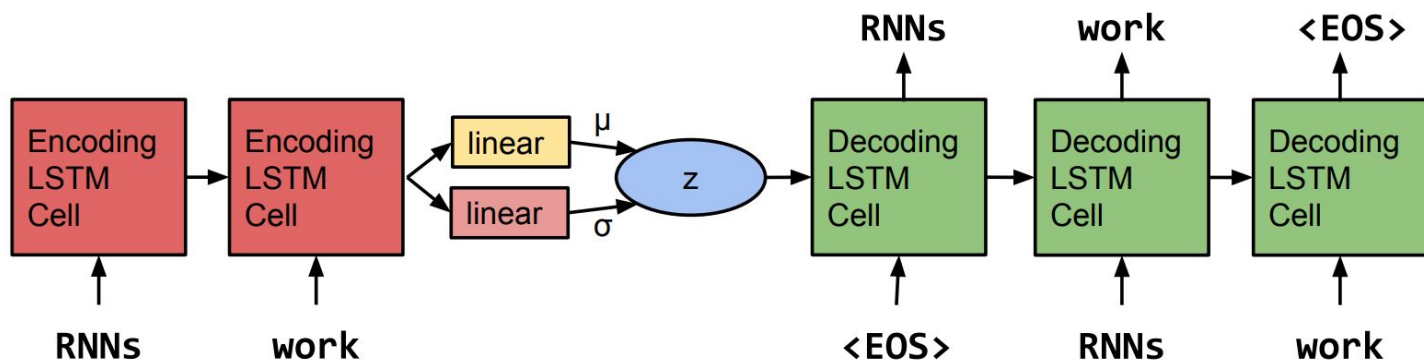 RNNs work <EOS>
Encoding
LSTM
Cell
Encoding
LSTM
Cell
linear
μ
linear
σ
z
Decoding
LSTM
Cell
Decoding
LSTM
Cell
Decoding
LSTM
Cell
RNNs work <EOS> RNNs work